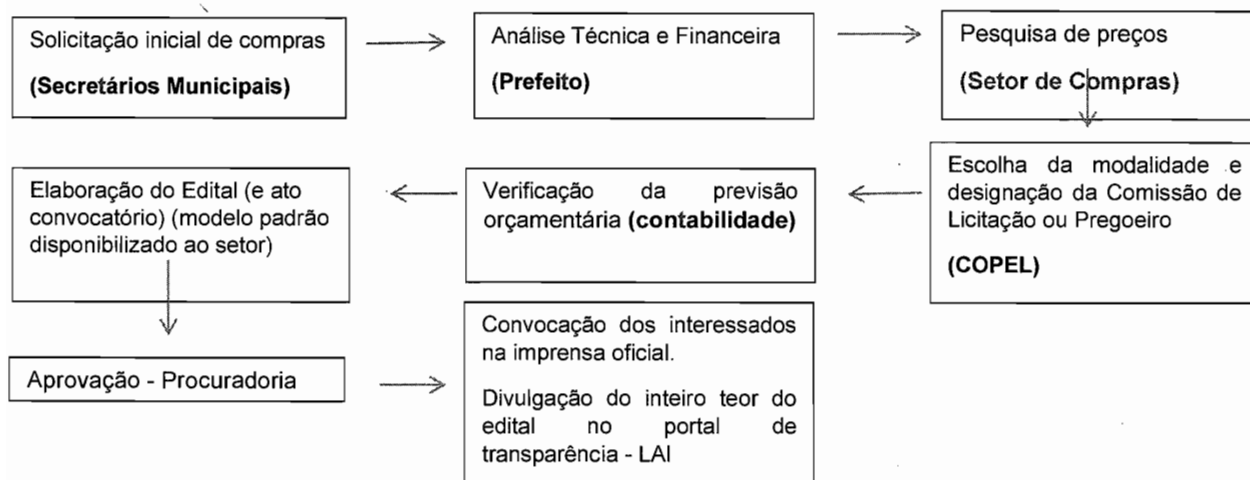 Solicitação inicial de compras
(Secretários Municipais)
Análise Técnica e Financeira
(Prefeito)
Pesquisa de preços
(Setor de Compras)
Escolha da modalidade e
designação da Comissão de
Licitação ou Pregoeiro
(COPEL)
Verificação da previsão
orçamentária (contabilidade)
Elaboração do Edital (e ato
convocatório) (modelo padrão
disponibilizado ao setor)
Aprovação - Procuradoria
Convocação dos interessados
na imprensa oficial.
Divulgação do inteiro teor do
edital no portal de
transparência - LAI